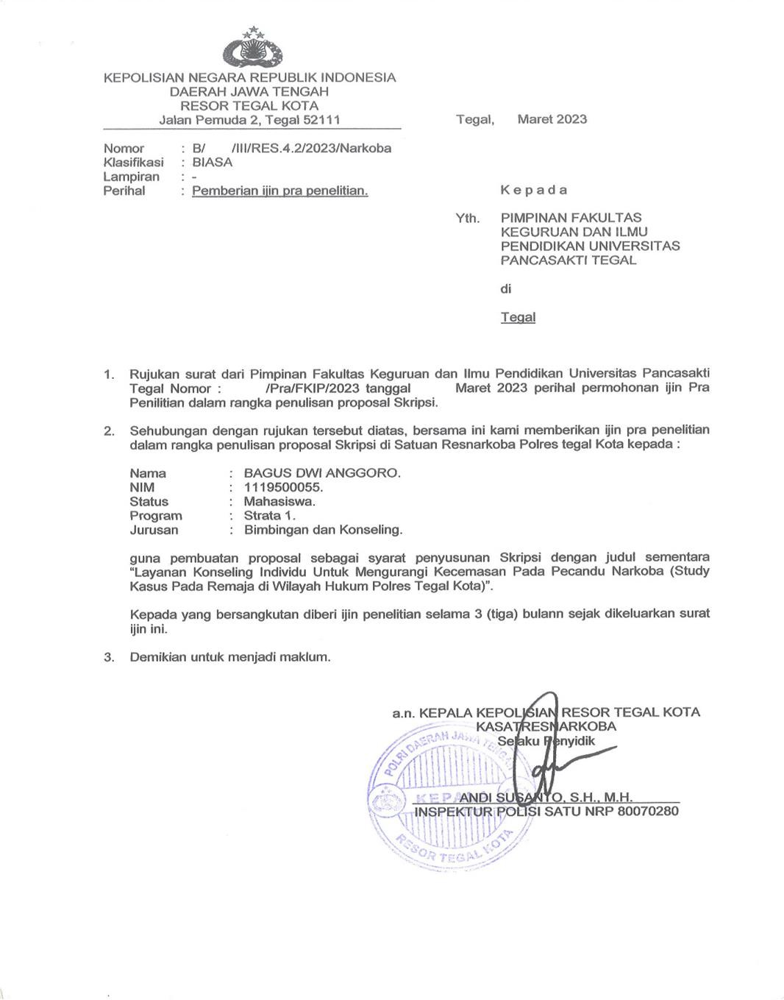 KEPOLISIAN NEGARA REPUBLIK INDONESIA
DAERAH JAWA TENGAH
RESOR TEGAL KOTA
Jalan Pemuda 2, Tegal 52111
Tegal, Maret 2023
Nomor : B/ /III/RES.4.2/2023/Narkoba
Klasifikasi : BIASA
Lampiran : -
Perihal : Pemberian ijin pra penelitian.
K e p a d a
Yth. PIMPINAN FAKULTAS
KEGURUAN DAN ILMU
PENDIDIKAN UNIVERSITAS
PANCASAKTI TEGAL
di
Tegal
1. Rujukan surat dari Pimpinan Fakultas Keguruan dan Ilmu Pendidikan Universitas Pancasakti
Tegal Nomor : /Pra/FKIP/2023 tanggal Maret 2023 perihal permohonan ijin Pra
Penilitian dalam rangka penulisan proposal Skripsi.
2. Sehubungan dengan rujukan tersebut diatas, bersama ini kami memberikan ijin pra penelitian
dalam rangka penulisan proposal Skripsi di Satuan Resnarkoba Polres tegal Kota kepada :
Nama : BAGUS DWI ANGGORO.
NIM : 1119500055.
Status : Mahasiswa.
Program : Strata 1.
Jurusan : Bimbingan dan Konseling.
guna pembuatan proposal sebagai syarat penyusunan Skripsi dengan judul sementara
“Layanan Konseling Individu Untuk Mengurangi Kecemasan Pada Pecandu Narkoba (Study
Kasus Pada Remaja di Wilayah Hukum Polres Tegal Kota)”.
Kepada yang bersangkutan diberi ijin penelitian selama 3 (tiga) bulann sejak dikeluarkan surat
ijin ini.
3. Demikian untuk menjadi maklum.
a.n. KEPALA KEPOLISIAN RESOR TEGAL KOTA
KASATRESNARKOBA
Selaku Penyidik
POLRI DAERAH JAWA TENGAH
KEPALA
RESOR TEGAL KOTA
ANDI SUSANTO, S.H., M.H.
INSPEKTUR POLISI SATU NRP 80070280